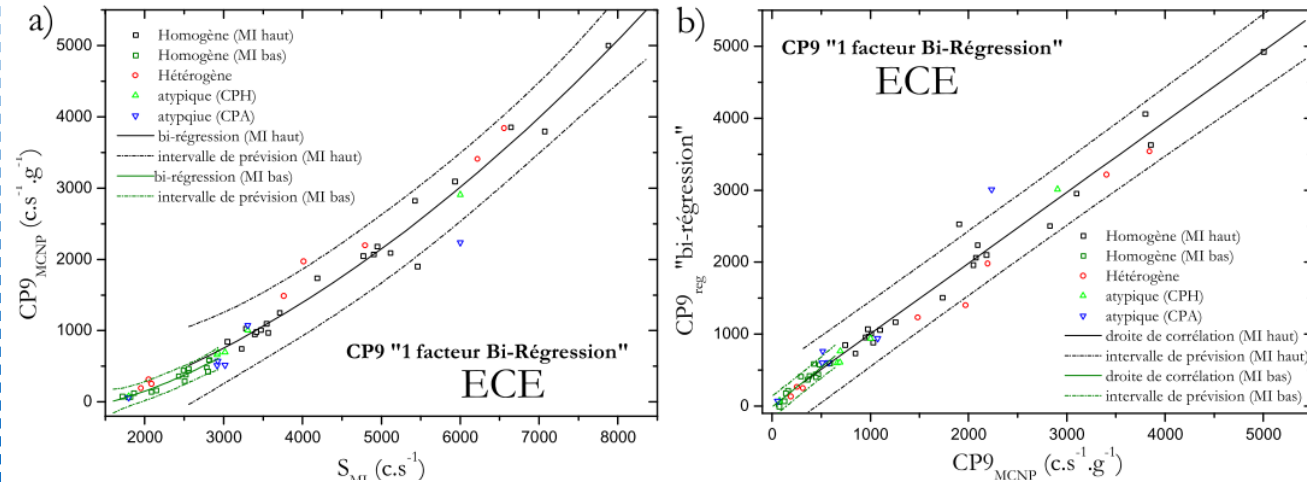 a)
Homogène (MI haut)
Homogène (MI bas)
Hétérogène
atypique (CPH)
atypqiue (CPA)
bi-régression (MI haut)
intervalle de prévision (MI haut)
bi-régression (MI bas)
intervalle de prévision (MI bas)
CP9 "1 facteur Bi-Régression"
ECE
5000
4000
3000
2000
1000
0
CP9MCNP (c.s⁻¹.g⁻¹)
2000 3000 4000 5000 6000 7000 8000
SMI (c.s⁻¹)
b)
CP9 "1 facteur Bi-Régression"
ECE
Homogène (MI haut)
Homogène (MI bas)
Hétérogène
atypique (CPH)
atypique (CPA)
droite de corrélation (MI haut)
intervalle de prévision (MI haut)
droite de corrélation (MI bas)
intervalle de prévision (MI bas)
5000
4000
3000
2000
1000
0
CP9reg "bi-régression"
0 1000 2000 3000 4000 5000
CP9MCNP (c.s⁻¹.g⁻¹)